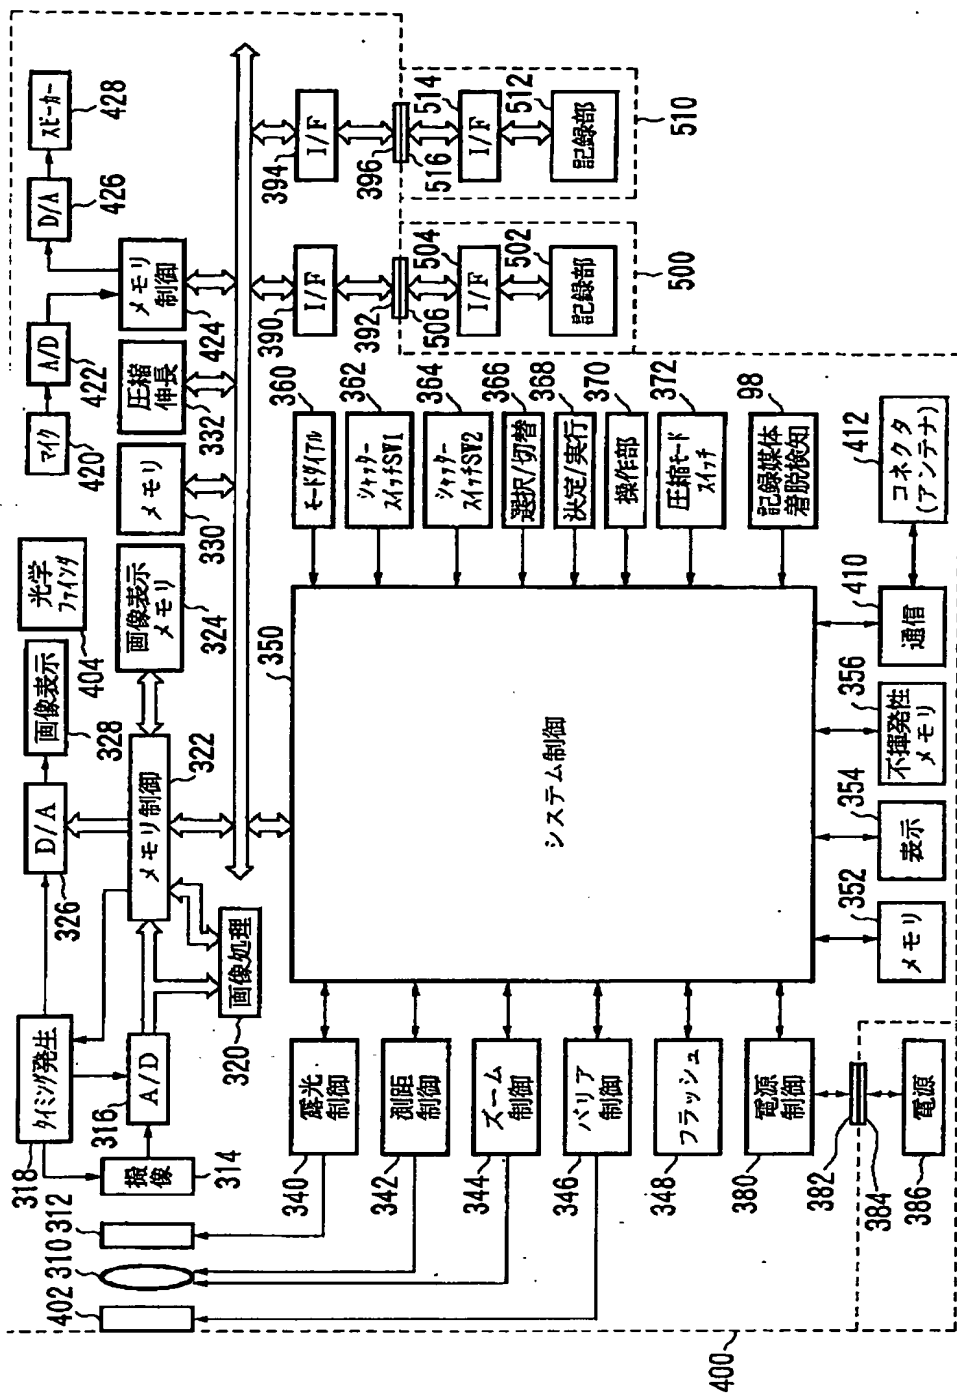 タイミング発生
318
D/A
326
画像表示
328
光学
ファインダ
404
マイク
420
A/D
422
D/A
426
スピーカー
428
402
310
312
撮像
314
316
A/D
メモリ制御
322
画像表示
メモリ
324
メモリ
330
圧縮
伸長
332
メモリ
制御
424
320
画像処理
350
システム制御
露光
制御
340
測距
制御
342
ズーム
制御
344
バリア
制御
346
フラッシュ
348
電源
制御
380
382
384
電源
386
モードダイアル
360
シャッター
スイッチSW1
362
シャッター
スイッチSW2
364
選択/切替
366
決定/実行
368
操作部
370
圧縮モード
スイッチ
372
記録媒体
着脱検知
98
390
I/F
392
506
I/F
504
記録部
502
500
394
I/F
396
516
I/F
514
記録部
512
510
メモリ
352
表示
354
不揮発性
メモリ
356
通信
410
コネクタ
(アンテナ)
412
400